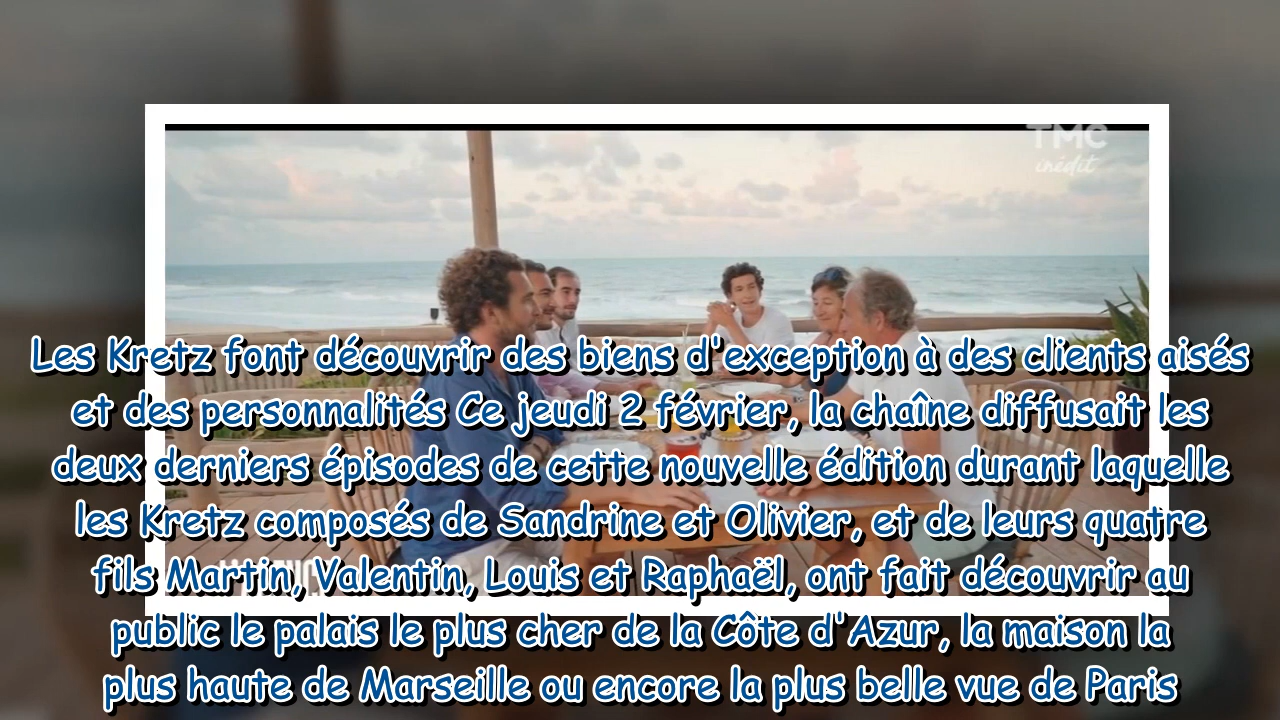 TMC
inédit
Les Kretz font découvrir des biens d'exception à des clients aisés
et des personnalités Ce jeudi 2 février, la chaîne diffusait les
deux derniers épisodes de cette nouvelle édition durant laquelle
les Kretz composés de Sandrine et Olivier, et de leurs quatre
fils Martin, Valentin, Louis et Raphaël, ont fait découvrir au
public le palais le plus cher de la Côte d'Azur, la maison la
plus haute de Marseille ou encore la plus belle vue de Paris